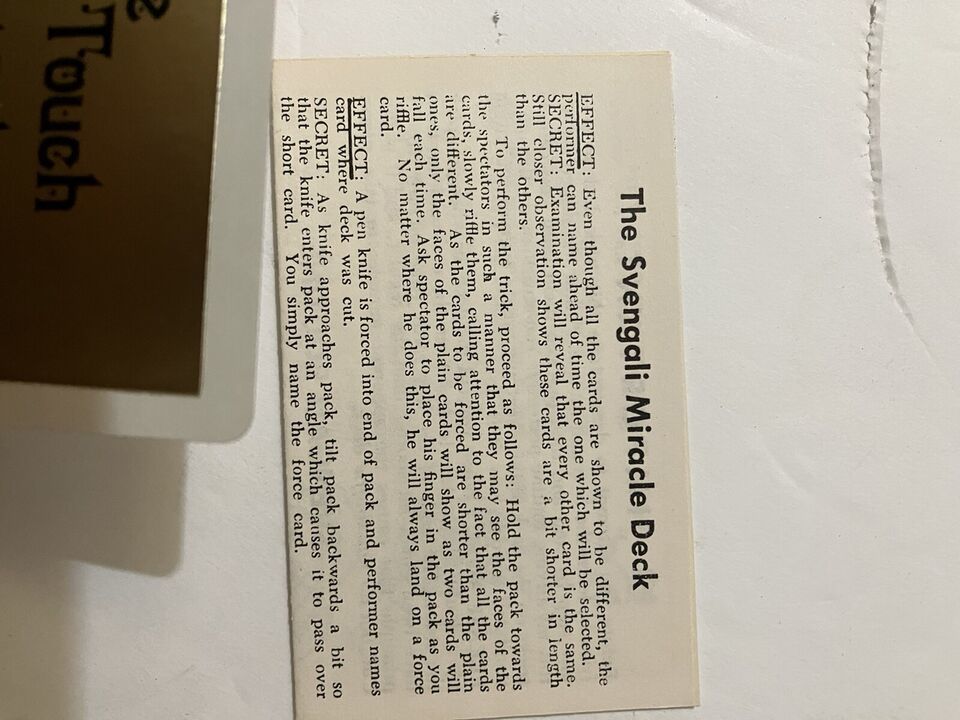 The Svengali Miracle Deck
EFFECT: Even though all the cards are shown to be different, the
performer can name ahead of time the one which will be selected.
SECRET: Examination will reveal that every other card is the same.
Still closer observation shows these cards are a bit shorter in length
than the others.
To perform the trick, proceed as follows: Hold the pack towards
the spectators in such a manner that they may see the faces of the
cards, slowly riffle them, calling attention to the fact that all the cards
are different. As the cards to be forced are shorter than the plain
ones, only the faces of the plain cards will show as two cards will
fall each time. Ask spectator to place his finger in the pack as you
riffle. No matter where he does this, he will always land on a force
card.
EFFECT: A pen knife is forced into end of pack and performer names
card where deck was cut.
SECRET: As knife approaches pack, tilt pack backwards a bit so
that the knife enters pack at an angle which causes it to pass over
the short card. You simply name the force card.
Touch